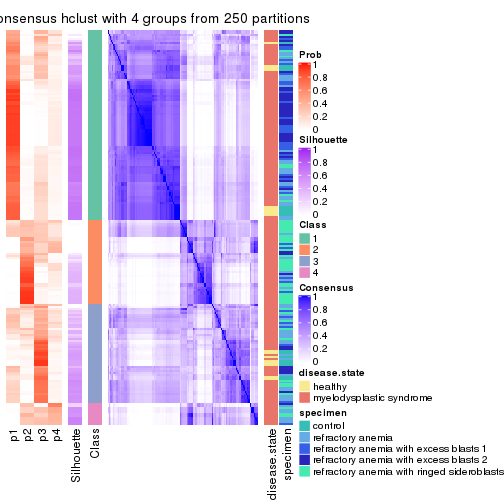 onsensus hclust with 4 groups from 250 partitions
Prob
1
0.8
0.6
0.4
0.2
0
Silhouette
1
0.8
0.6
0.4
0.2
0
Class
1
2
3
4
Consensus
1
0.8
0.6
0.4
0.2
0
disease.state
healthy
myelodysplastic syndrome
specimen
control
refractory anemia
refractory anemia with excess blasts 1
refractory anemia with excess blasts 2
refractory anemia with ringed sideroblasts
p1
p2
p3
p4
Silhouette
Class
disease.state
specimen